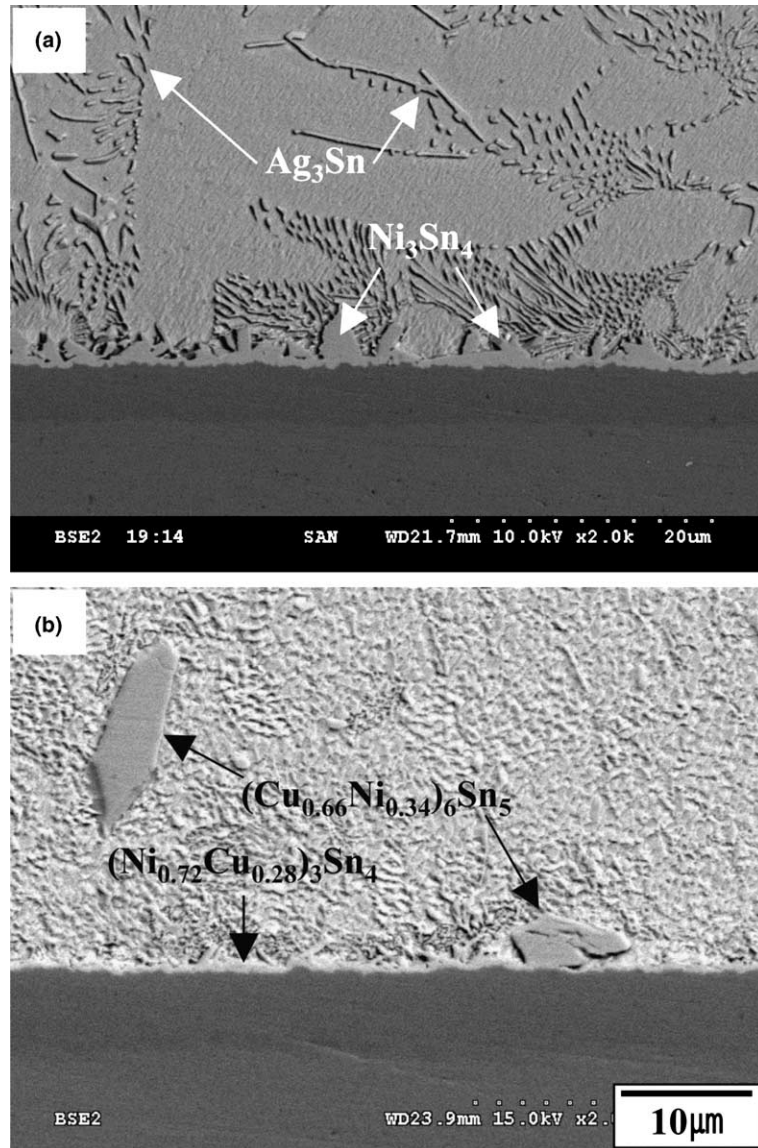 (a)
Ag₃Sn
Ni₃Sn₄
BSE2 19:14 SAN WD21.7mm 10.0kV x2.0k 20um
(b)
(Cu₀.₆₆Ni₀.₃₄)₆Sn₅
(Ni₀.₇₂Cu₀.₂₈)₃Sn₄
BSE2 WD23.9mm 15.0kV x2.
10μm